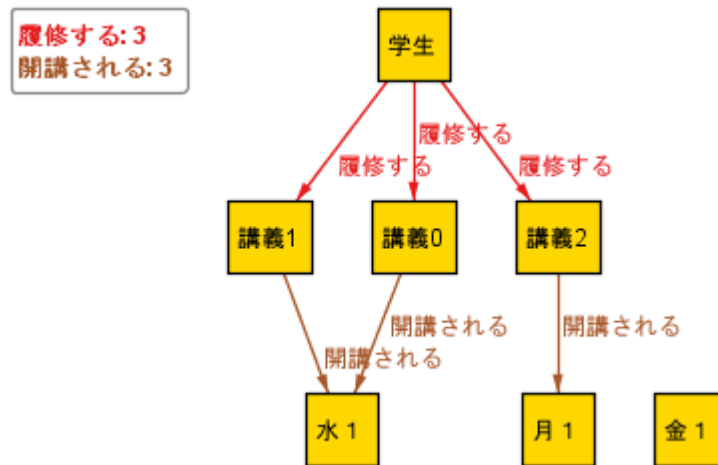 履修する: 3
開講される: 3
学生
履修する
履修する
履修する
講義1
講義0
講義2
開講される
開講される
開講される
水 1
月 1
金 1